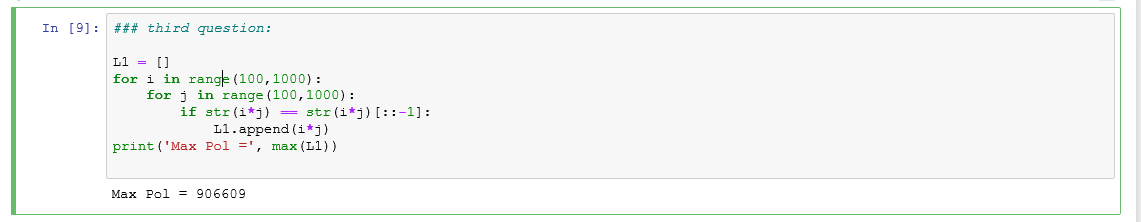 In [9]: ### third question:
L1 = []
for i in range(100,1000):
    for j in range(100,1000):
        if str(i*j) == str(i*j)[::-1]:
            L1.append(i*j)
print('Max Pol =', max(L1))
Max Pol = 906609